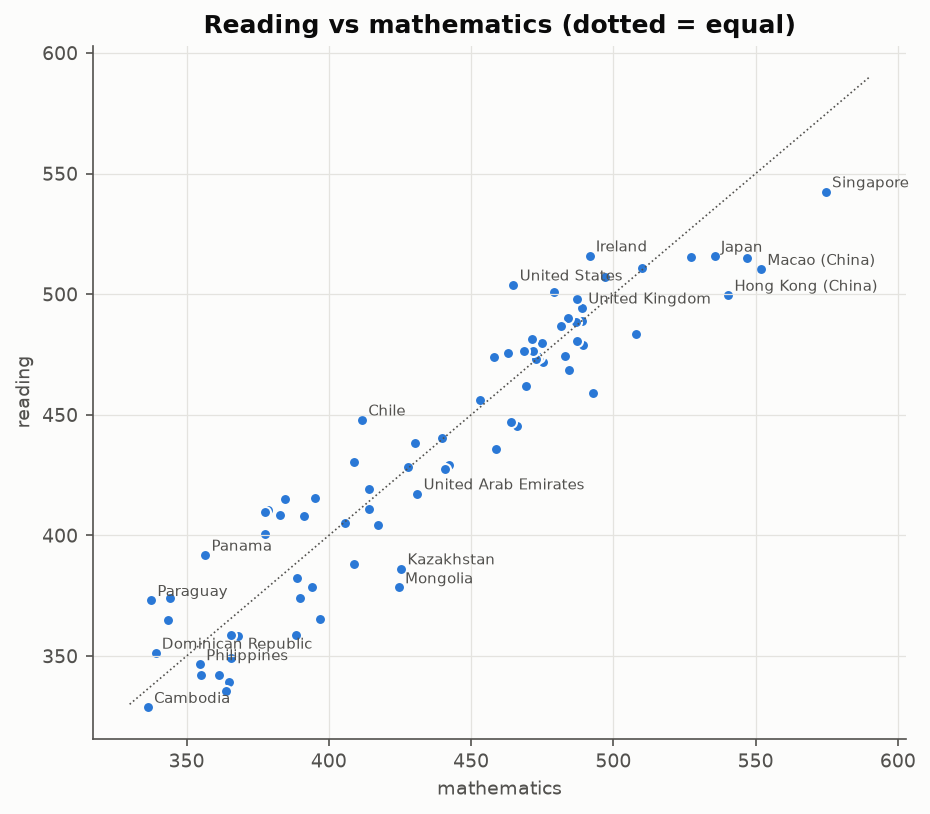 Reading vs mathematics (dotted = equal)
600
550
500
450
400
350
reading
Singapore
Ireland
Japan
Macao (China)
United States
Hong Kong (China)
United Kingdom
Chile
United Arab Emirates
Panama
Kazakhstan
Mongolia
Paraguay
Dominican Republic
Philippines
Cambodia
350 400 450 500 550 600
mathematics